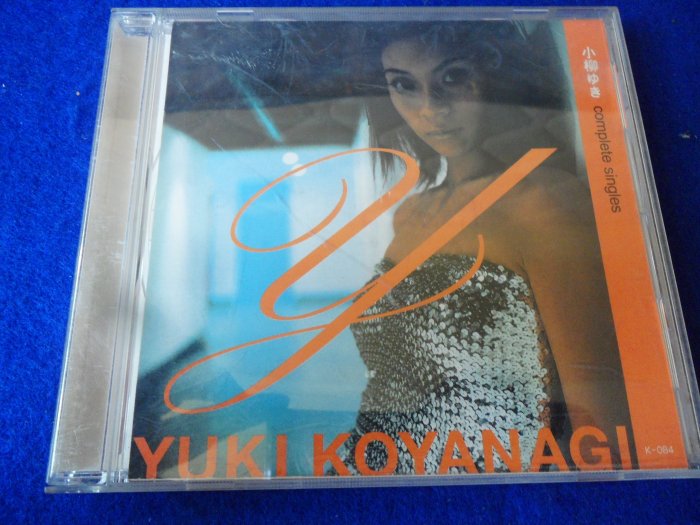 小柳ゆき complete singles
Y
YUKI KOYANAGI
K-084